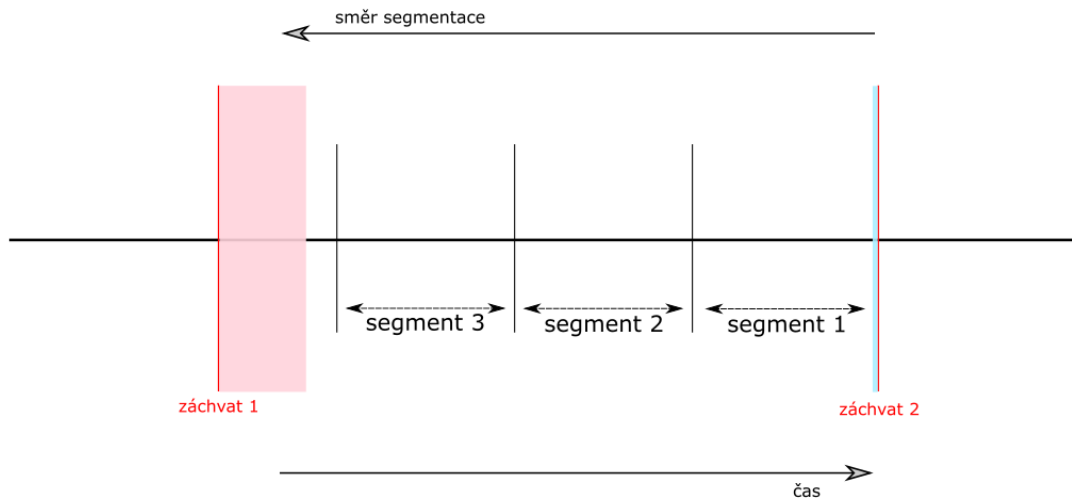 směr segmentace
segment 3
segment 2
segment 1
záchvat 1
záchvat 2
čas